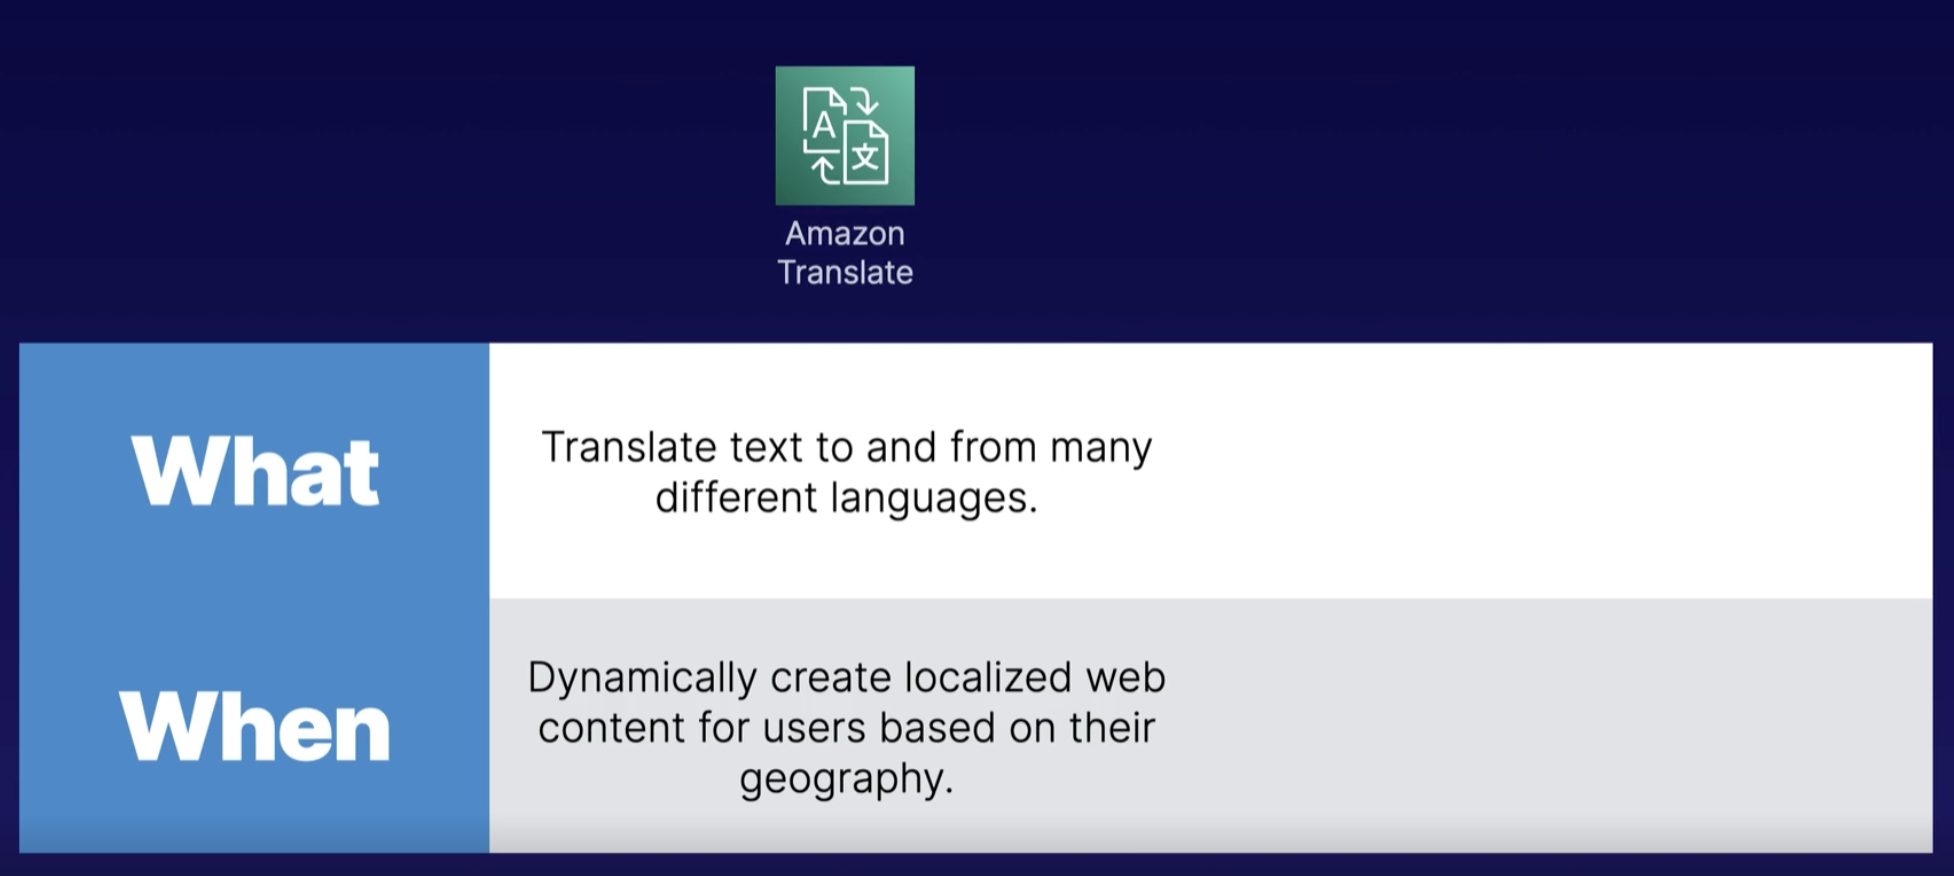 A
文
Amazon
Translate
What
Translate text to and from many
different languages.
When
Dynamically create localized web
content for users based on their
geography.